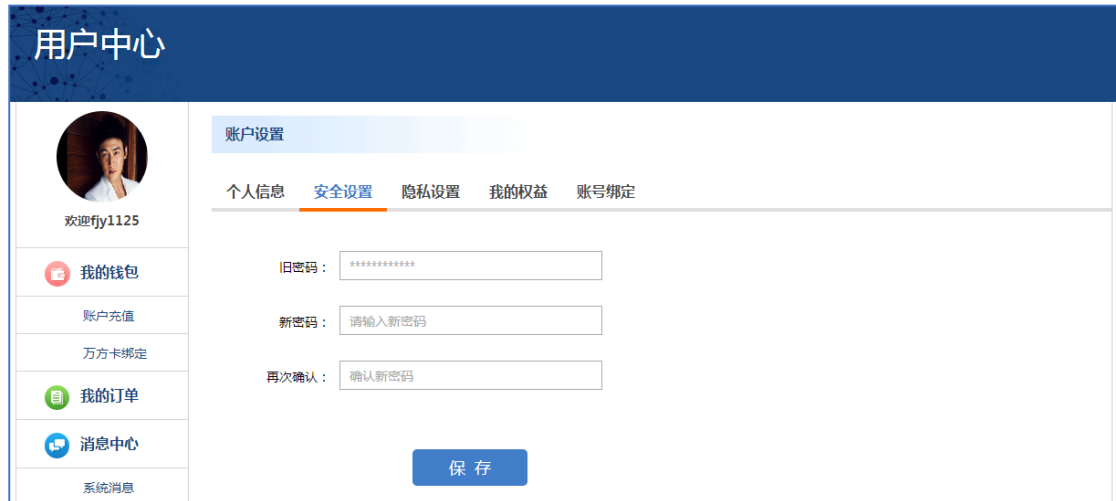 用户中心
欢迎fjy1125
我的钱包
账户充值
万方卡绑定
我的订单
消息中心
系统消息
账户设置
个人信息 安全设置 隐私设置 我的权益 账号绑定
旧密码： ************
新密码： 请输入新密码
再次确认： 确认新密码
保 存